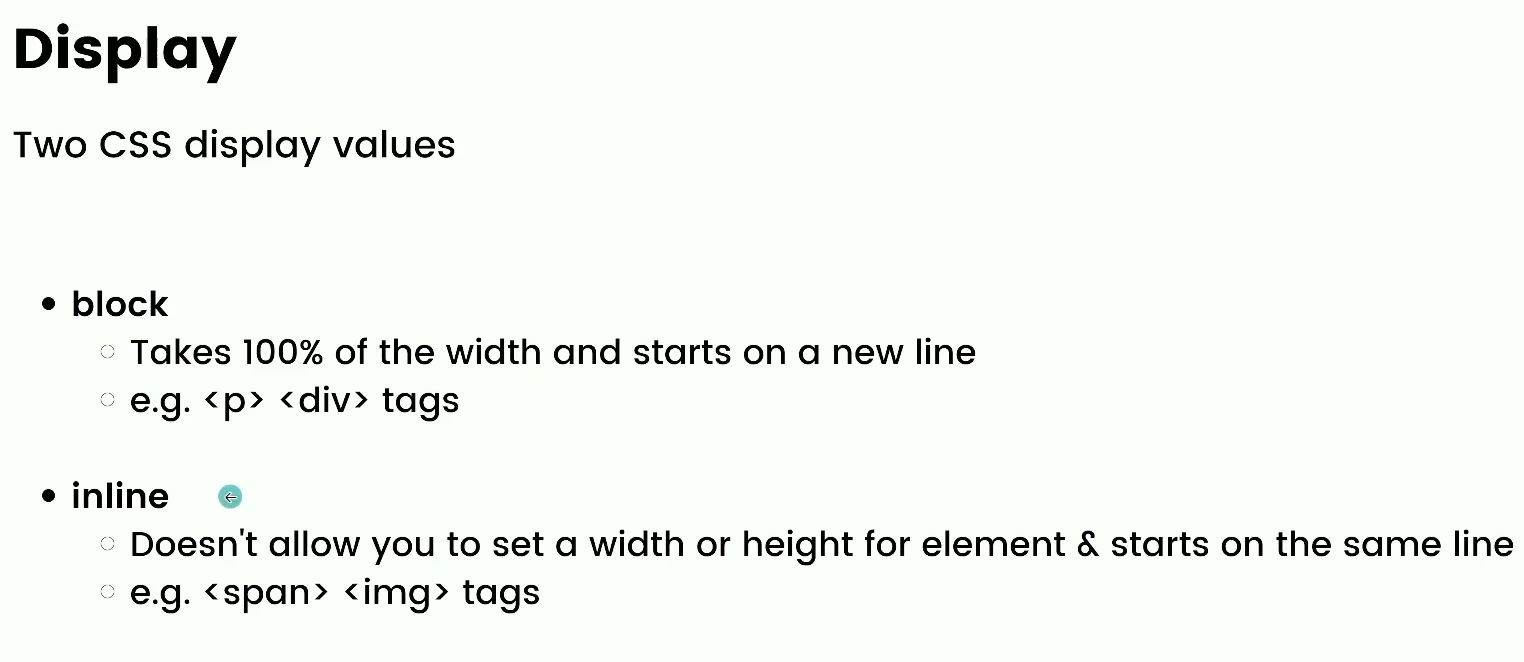 Display
Two CSS display values
• block
○ Takes 100% of the width and starts on a new line
○ e.g. <p> <div> tags
• inline
○ Doesn't allow you to set a width or height for element & starts on the same line
○ e.g. <span> <img> tags